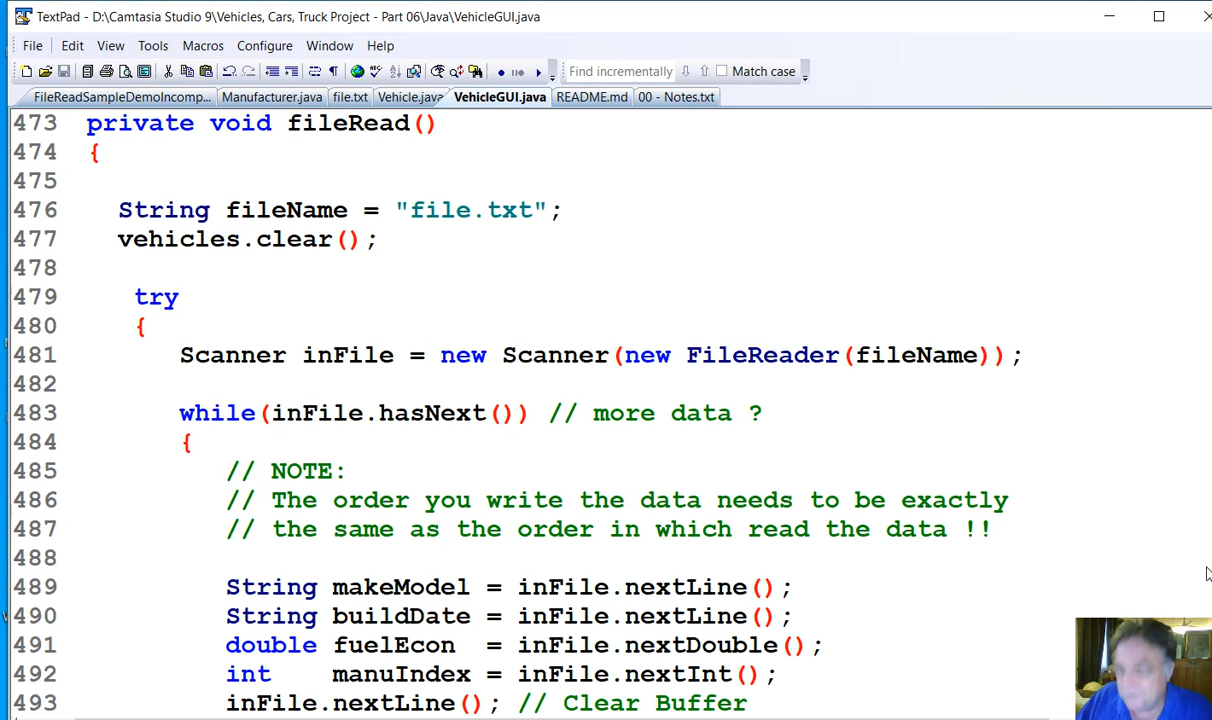 TextPad - D:\Camtasia Studio 9\Vehicles, Cars, Truck Project - Part 06\Java\VehicleGUI.java
File Edit View Tools Macros Configure Window Help
Find incrementally Match case
FileReadSampleDemoIncomp... Manufacturer.java file.txt Vehicle.java VehicleGUI.java README.md 00 - Notes.txt
473 private void fileRead()
474 {
475
476 String fileName = "file.txt";
477 vehicles.clear();
478
479 try
480 {
481 Scanner inFile = new Scanner(new FileReader(fileName));
482
483 while(inFile.hasNext()) // more data ?
484 {
485 // NOTE:
486 // The order you write the data needs to be exactly
487 // the same as the order in which read the data !!
488
489 String makeModel = inFile.nextLine();
490 String buildDate = inFile.nextLine();
491 double fuelEcon = inFile.nextDouble();
492 int manuIndex = inFile.nextInt();
493 inFile.nextLine(); // Clear Buffer